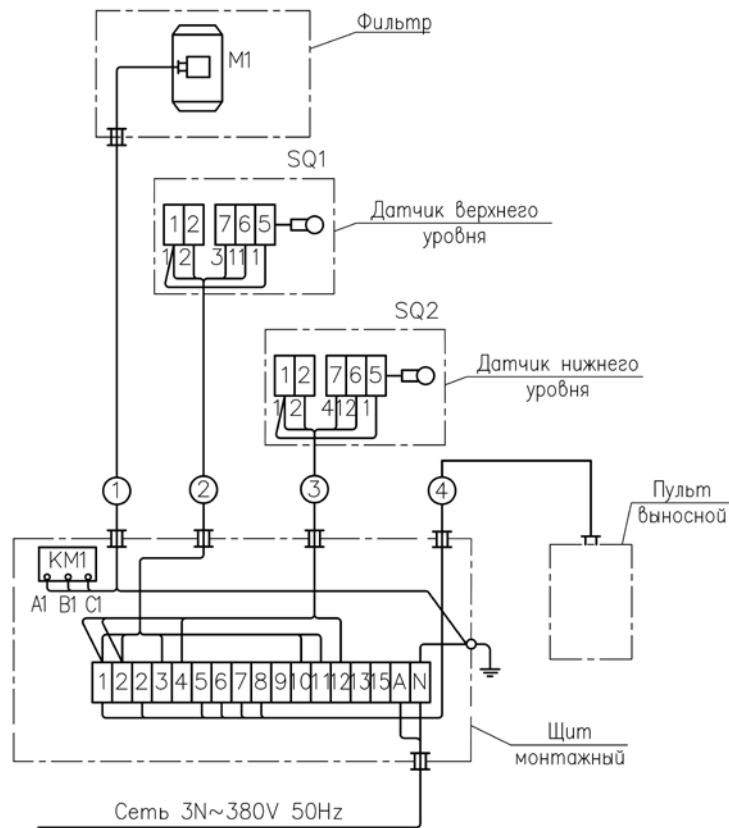 Фильтр
M1
SQ1
1 2 7 6 5
1 2 3 11 1
Датчик верхнего
уровня
SQ2
1 2 7 6 5
1 2 4 12 1
Датчик нижнего
уровня
1 2 3 4
Пульт
выносной
KM1
A1 B1 C1
1 2 2 3 4 5 6 7 8 9 10 11 12 13 15 A N
Щит
монтажный
Сеть 3N~380V 50Hz